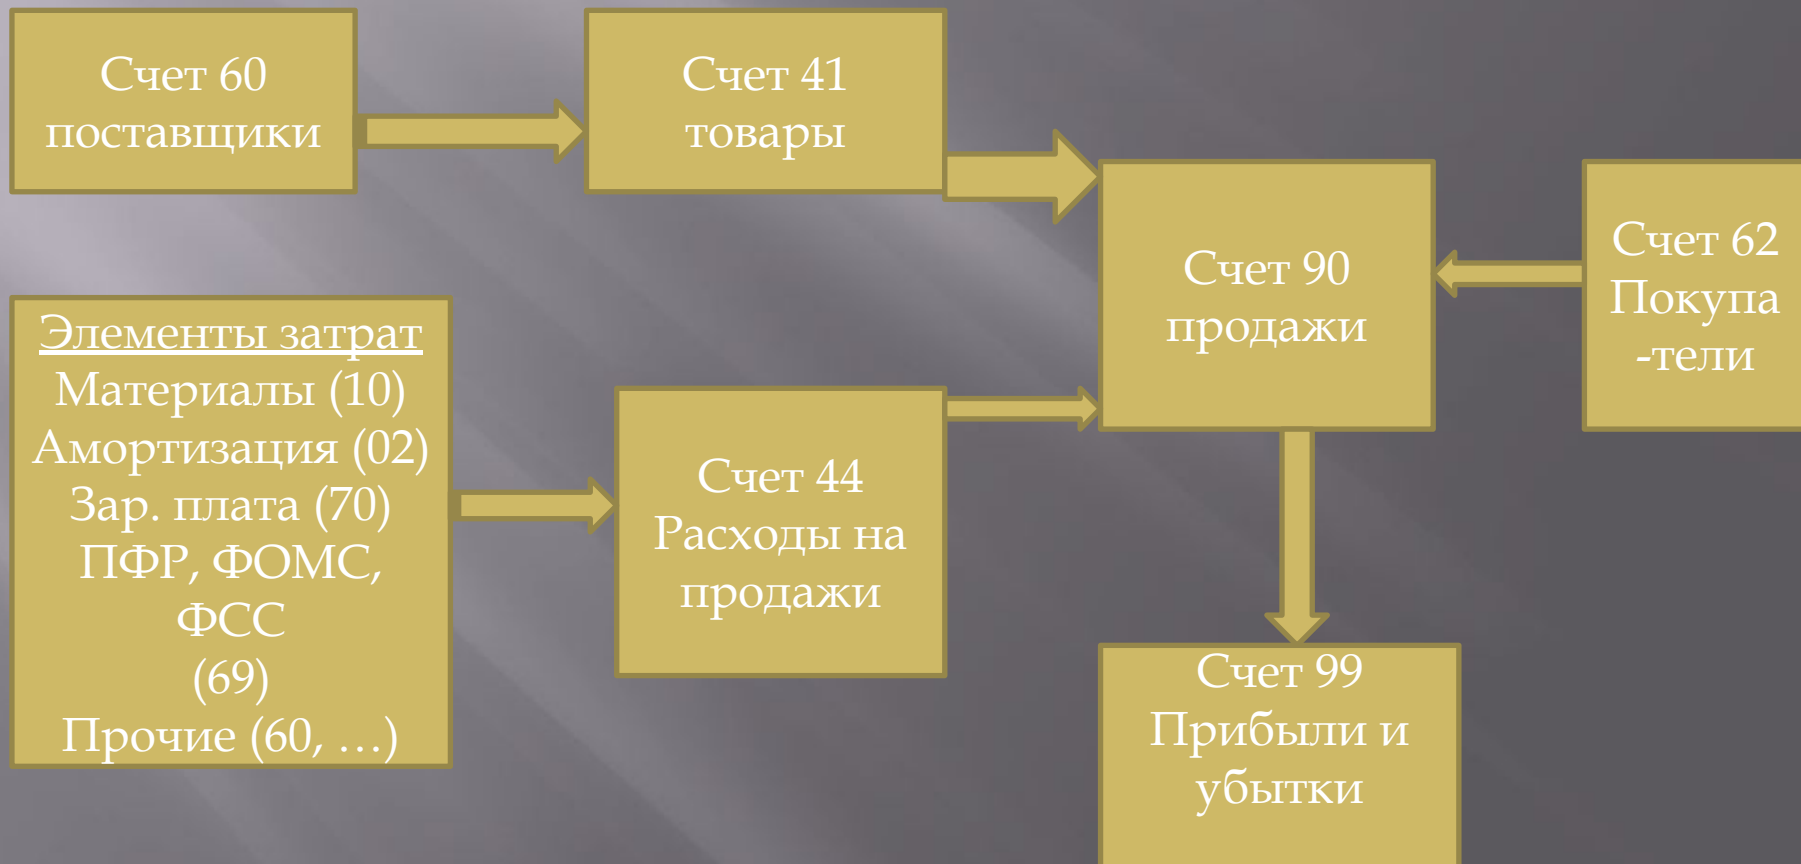 Счет 60
поставщики
Счет 41
товары
Счет 90
продажи
Счет 62
Покупа
-тели
Элементы затрат
Материалы (10)
Амортизация (02)
Зар. плата (70)
ПФР, ФОМС,
ФСС
(69)
Прочие (60, …)
Счет 44
Расходы на
продажи
Счет 99
Прибыли и
убытки